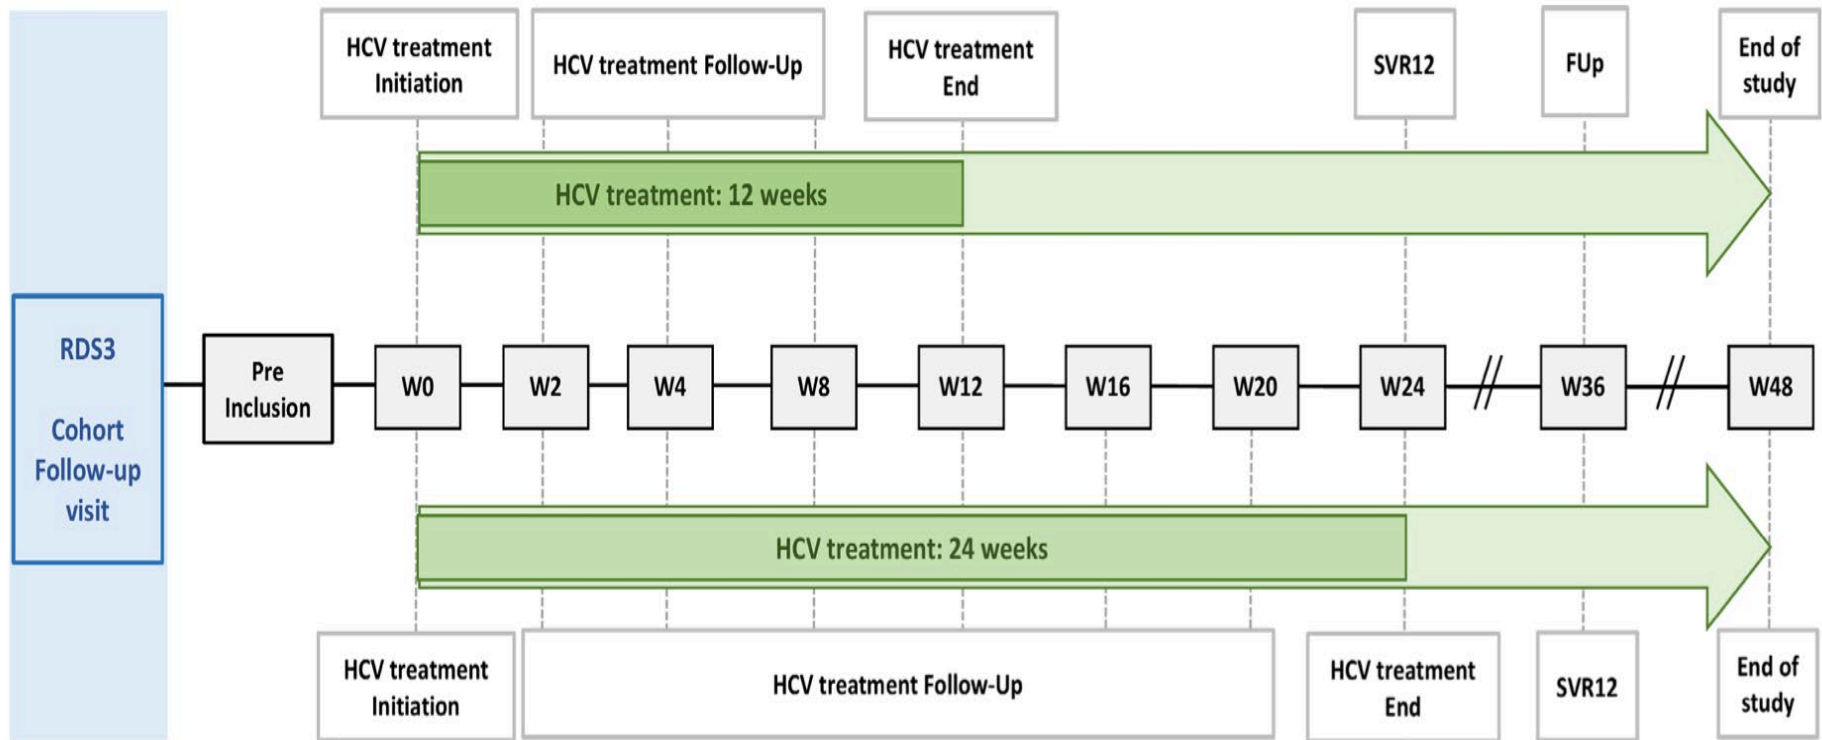 HCV treatment
Initiation
HCV treatment Follow-Up
HCV treatment
End
SVR12
FUp
End of
study
HCV treatment: 12 weeks
RDS3
Cohort
Follow-up
visit
Pre
Inclusion
W0
W2
W4
W8
W12
W16
W20
W24
W36
W48
HCV treatment: 24 weeks
HCV treatment
Initiation
HCV treatment Follow-Up
HCV treatment
End
SVR12
End of
study